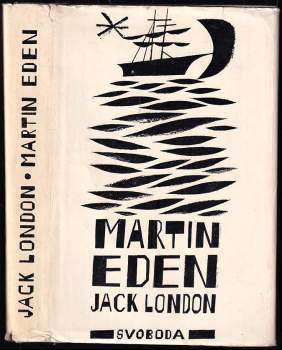 JACK LONDON • MARTIN EDEN
MARTIN
EDEN
JACK LONDON
SVOBODA